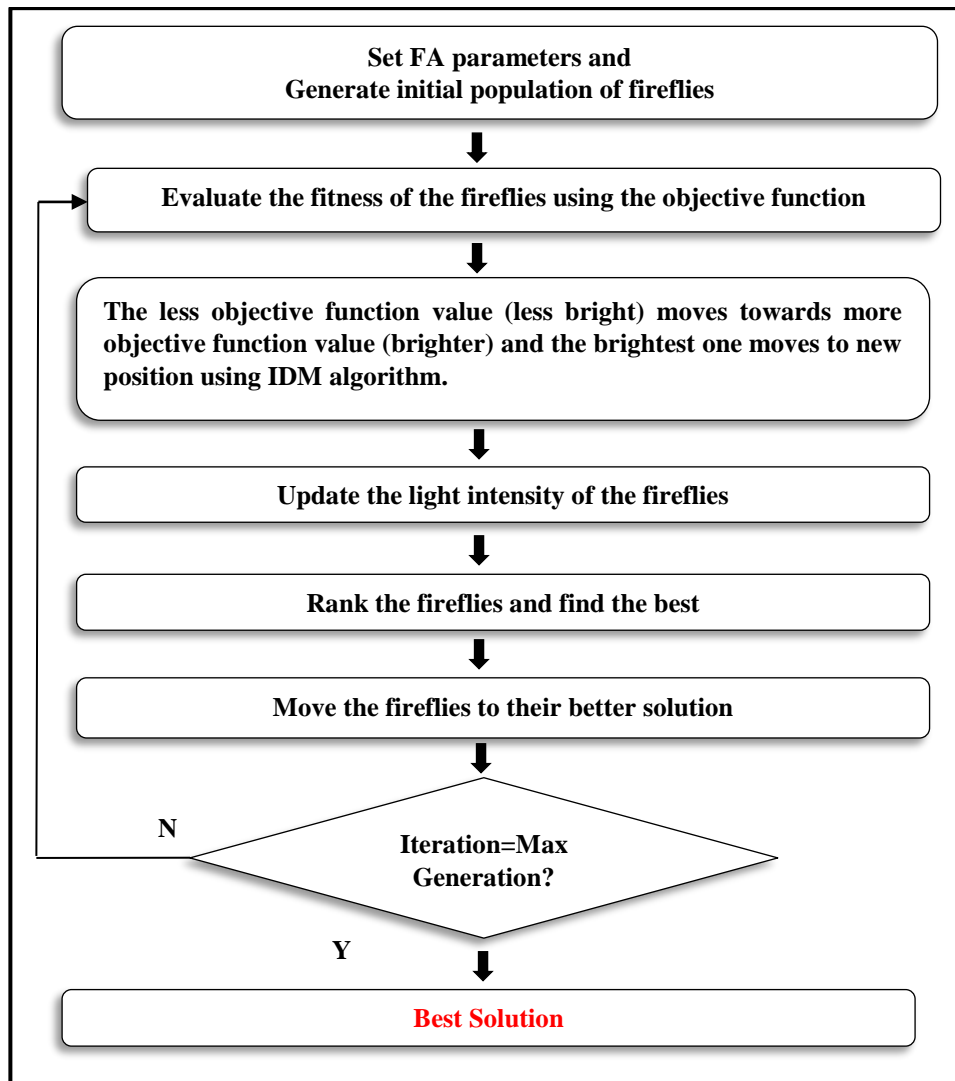 Set FA parameters and
Generate initial population of fireflies
Evaluate the fitness of the fireflies using the objective function
The less objective function value (less bright) moves towards more
objective function value (brighter) and the brightest one moves to new
position using IDM algorithm.
Update the light intensity of the fireflies
Rank the fireflies and find the best
Move the fireflies to their better solution
N
Iteration=Max
Generation?
Y
Best Solution